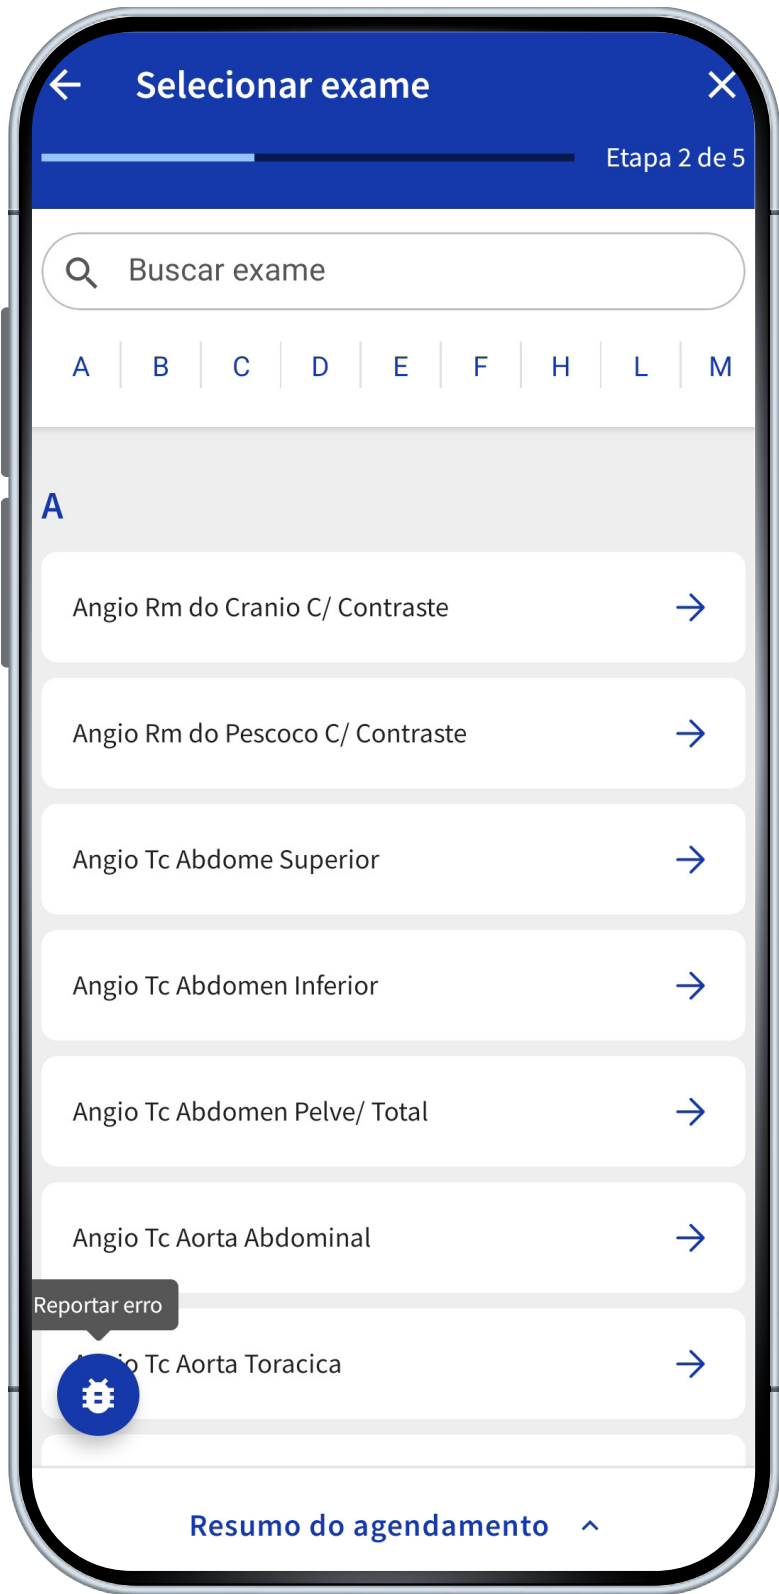 Selecionar exame
Etapa 2 de 5
Buscar exame
A B C D E F H L M
A
Angio Rm do Cranio C/ Contraste
Angio Rm do Pescoco C/ Contraste
Angio Tc Abdome Superior
Angio Tc Abdomen Inferior
Angio Tc Abdomen Pelve/ Total
Angio Tc Aorta Abdominal
Reportar erro
Tc Aorta Toracica
Resumo do agendamento